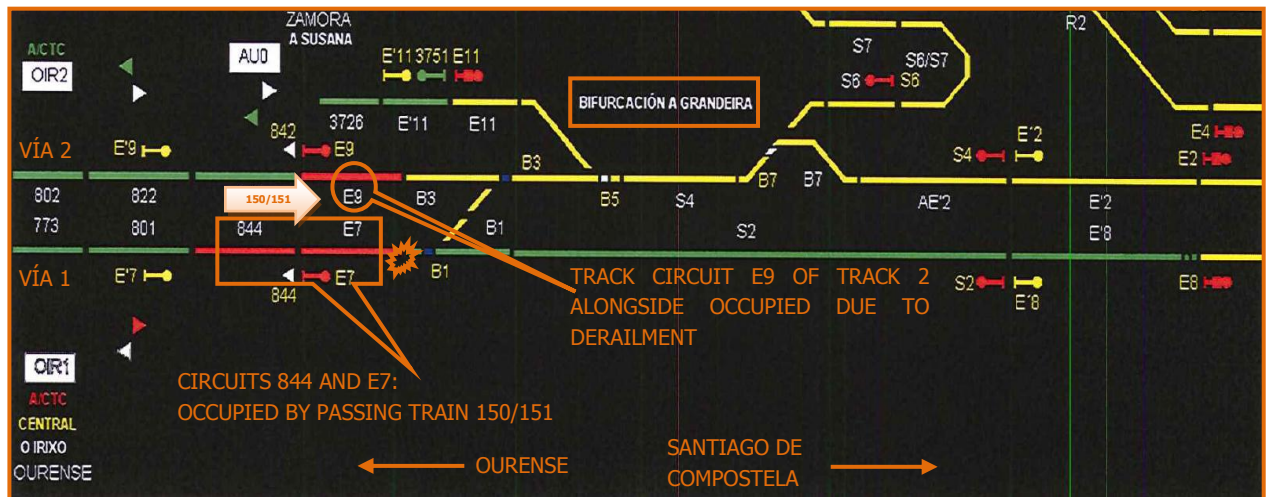 ZAMORA
A SUSANA
R2
A/CTC
OIR2
AU0
E'11 3751 E11
S7
S6/S7
S6
S6
BIFURCACIÓN A GRANDEIRA
3726
E'11
E11
842
E'2
E4
VÍA 2
E'9
E9
S4
E2
B3
B7
B7
802
822
150/151
E9
B3
B5
S4
AE'2
E'2
773
801
844
E7
B1
S2
E'8
VÍA 1
E'7
E7
B1
844
S2
E8
E'8
TRACK CIRCUIT E9 OF TRACK 2
ALONGSIDE OCCUPIED DUE TO
DERAILMENT
OIR1
A/CTC
CENTRAL
O IRIXO
OURENSE
CIRCUITS 844 AND E7:
OCCUPIED BY PASSING TRAIN 150/151
OURENSE
SANTIAGO DE
COMPOSTELA